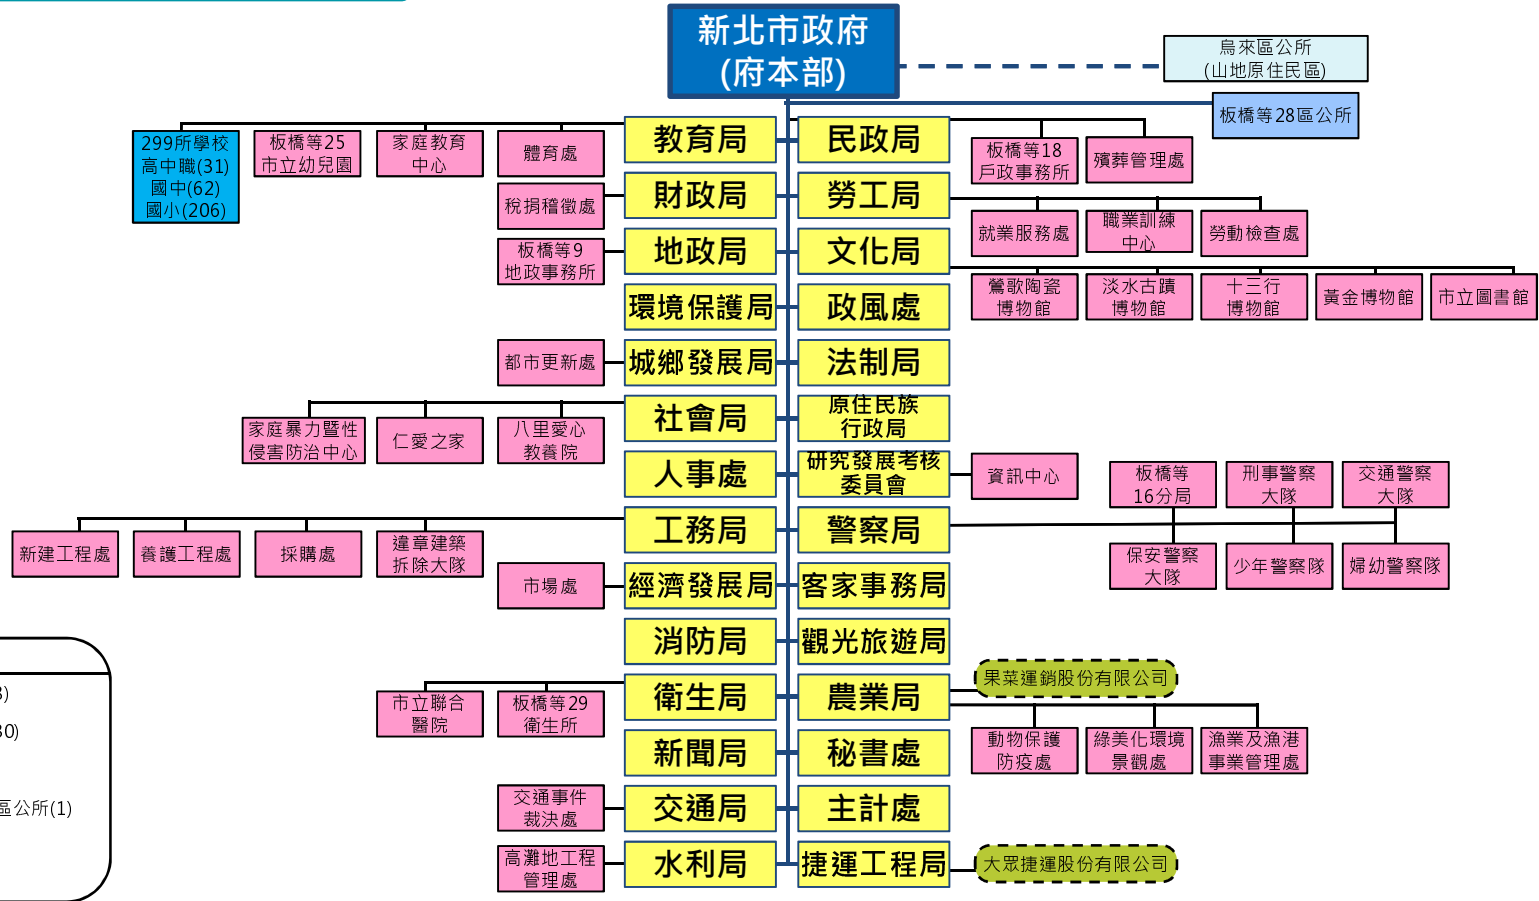 新北市政府
(府本部)
烏來區公所
(山地原住民區)
板橋等28區公所
教育局
299所學校
高中職(31)
國中(62)
國小(206)
板橋等25
市立幼兒園
家庭教育
中心
體育處
民政局
板橋等18
戶政事務所
殯葬管理處
財政局
稅捐稽徵處
勞工局
就業服務處
職業訓練
中心
勞動檢查處
地政局
板橋等9
地政事務所
文化局
鶯歌陶瓷
博物館
淡水古蹟
博物館
十三行
博物館
黃金博物館
市立圖書館
環境保護局
政風處
城鄉發展局
都市更新處
法制局
社會局
家庭暴力暨性
侵害防治中心
仁愛之家
八里愛心
教養院
原住民族
行政局
人事處
研究發展考核
委員會
資訊中心
工務局
新建工程處
養護工程處
採購處
違章建築
拆除大隊
警察局
板橋等
16分局
刑事警察
大隊
交通警察
大隊
保安警察
大隊
少年警察隊
婦幼警察隊
經濟發展局
市場處
客家事務局
消防局
觀光旅遊局
衛生局
市立聯合
醫院
板橋等29
衛生所
農業局
果菜運銷股份有限公司
動物保護
防疫處
綠美化環境
景觀處
漁業及漁港
事業管理處
新聞局
秘書處
交通局
交通事件
裁決處
主計處
水利局
高灘地工程
管理處
捷運工程局
大眾捷運股份有限公司
區公所(1)